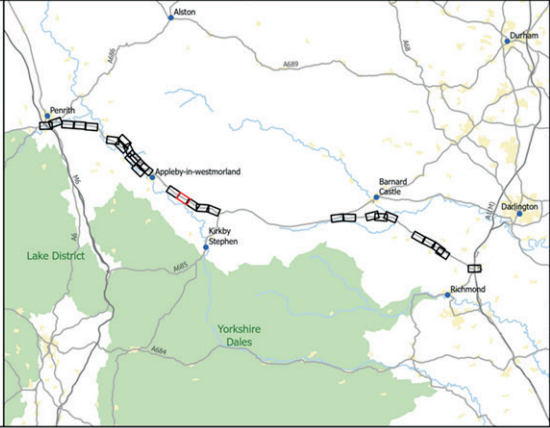 Alston
Durham
A686
A68
A689
Penrith
Appleby-in-westmorland
Barnard
Castle
Darlington
A1(M)
M6
A6
Lake District
Kirkby
Stephen
A685
Richmond
Yorkshire
Dales
A684